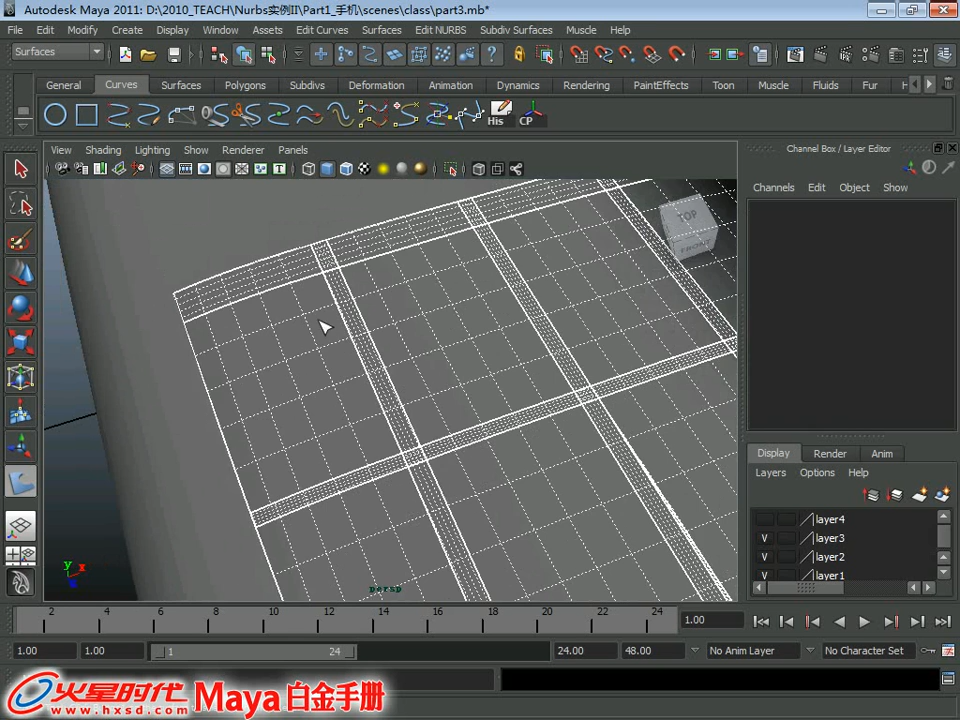 Autodesk Maya 2011: D:\2010_TEACH\Nurbs实例II\Part1_手机\scenes\class\part3.mb*
File Edit Modify Create Display Window Assets Edit Curves Surfaces Edit NURBS Subdiv Surfaces Muscle Help
Surfaces
General Curves Surfaces Polygons Subdivs Deformation Animation Dynamics Rendering PaintEffects Toon Muscle Fluids Fur
His CP
View Shading Lighting Show Renderer Panels
Channel Box / Layer Editor
Channels Edit Object Show
TOP
FRONT
Display Render Anim
Layers Options Help
layer4
V layer3
V layer2
V layer1
y x
persp
2 4 6 8 10 12 14 16 18 20 22 24
1.00
1.00 1.00 1 24 24.00 48.00 No Anim Layer No Character Set
火星时代
www.hxsd.com
Maya白金手册